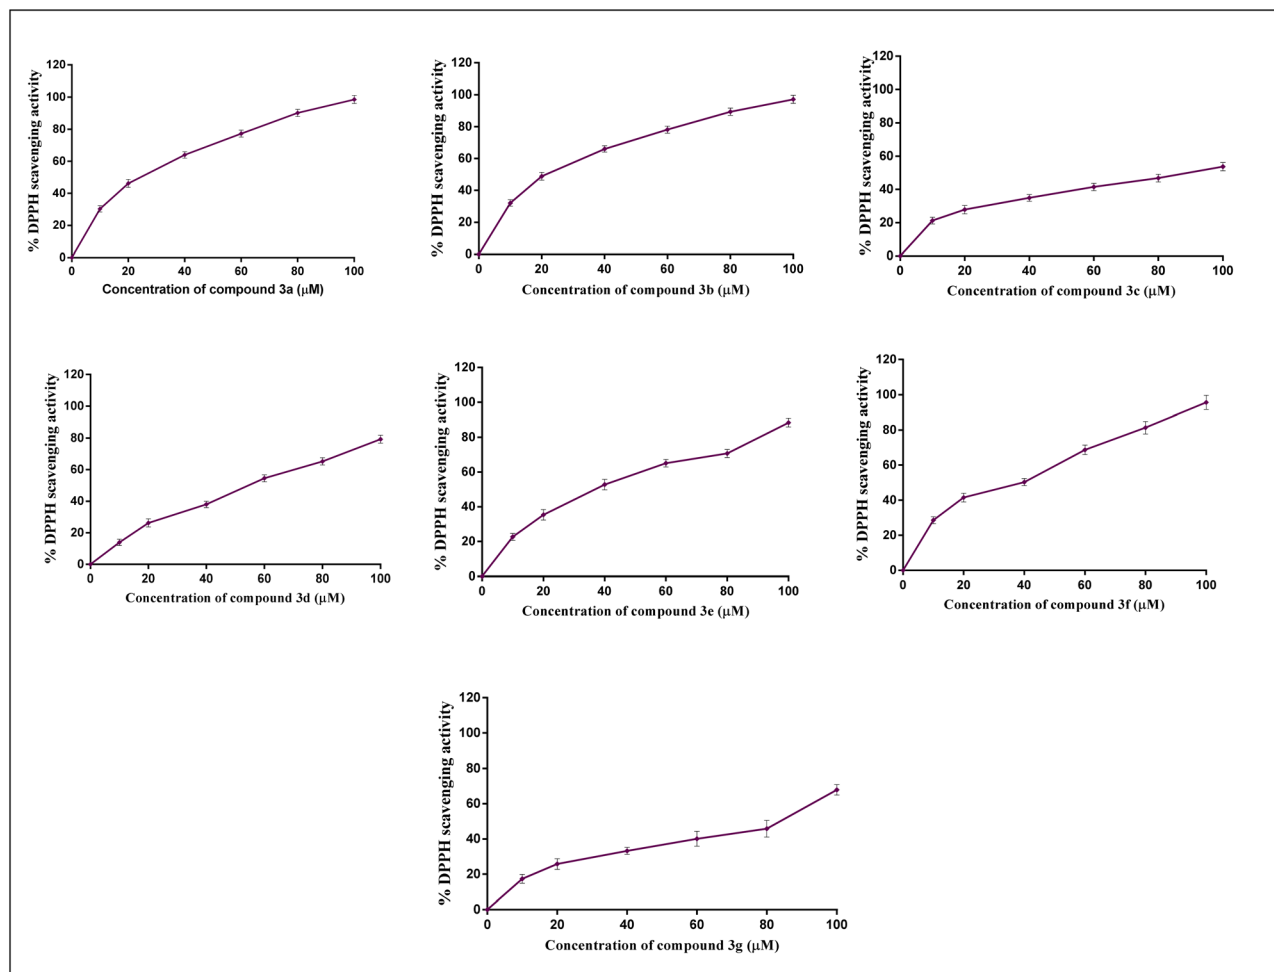 % DPPH scavenging activity
120
100
80
60
40
20
0
0 20 40 60 80 100
Concentration of compound 3a (μM)
% DPPH scavenging activity
120
100
80
60
40
20
0
0 20 40 60 80 100
Concentration of compound 3b (μM)
% DPPH scavenging activity
120
100
80
60
40
20
0
0 20 40 60 80 100
Concentration of compound 3c (μM)
% DPPH scavenging activity
120
100
80
60
40
20
0
0 20 40 60 80 100
Concentration of compound 3d (μM)
% DPPH scavenging activity
120
100
80
60
40
20
0
0 20 40 60 80 100
Concentration of compound 3e (μM)
% DPPH scavenging activity
120
100
80
60
40
20
0
0 20 40 60 80 100
Concentration of compound 3f (μM)
% DPPH scavenging activity
120
100
80
60
40
20
0
0 20 40 60 80 100
Concentration of compound 3g (μM)